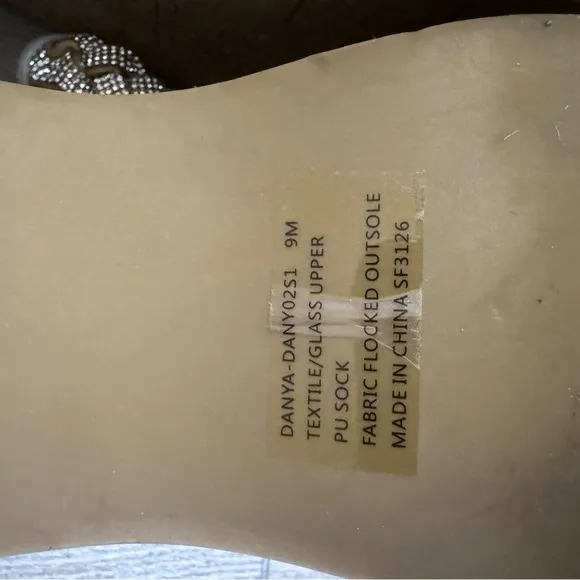 DANYA-DANY02S1 9M
TEXTILE/GLASS UPPER
PU SOCK
FABRIC FLOCKED OUTSOLE
MADE IN CHINA SF3126